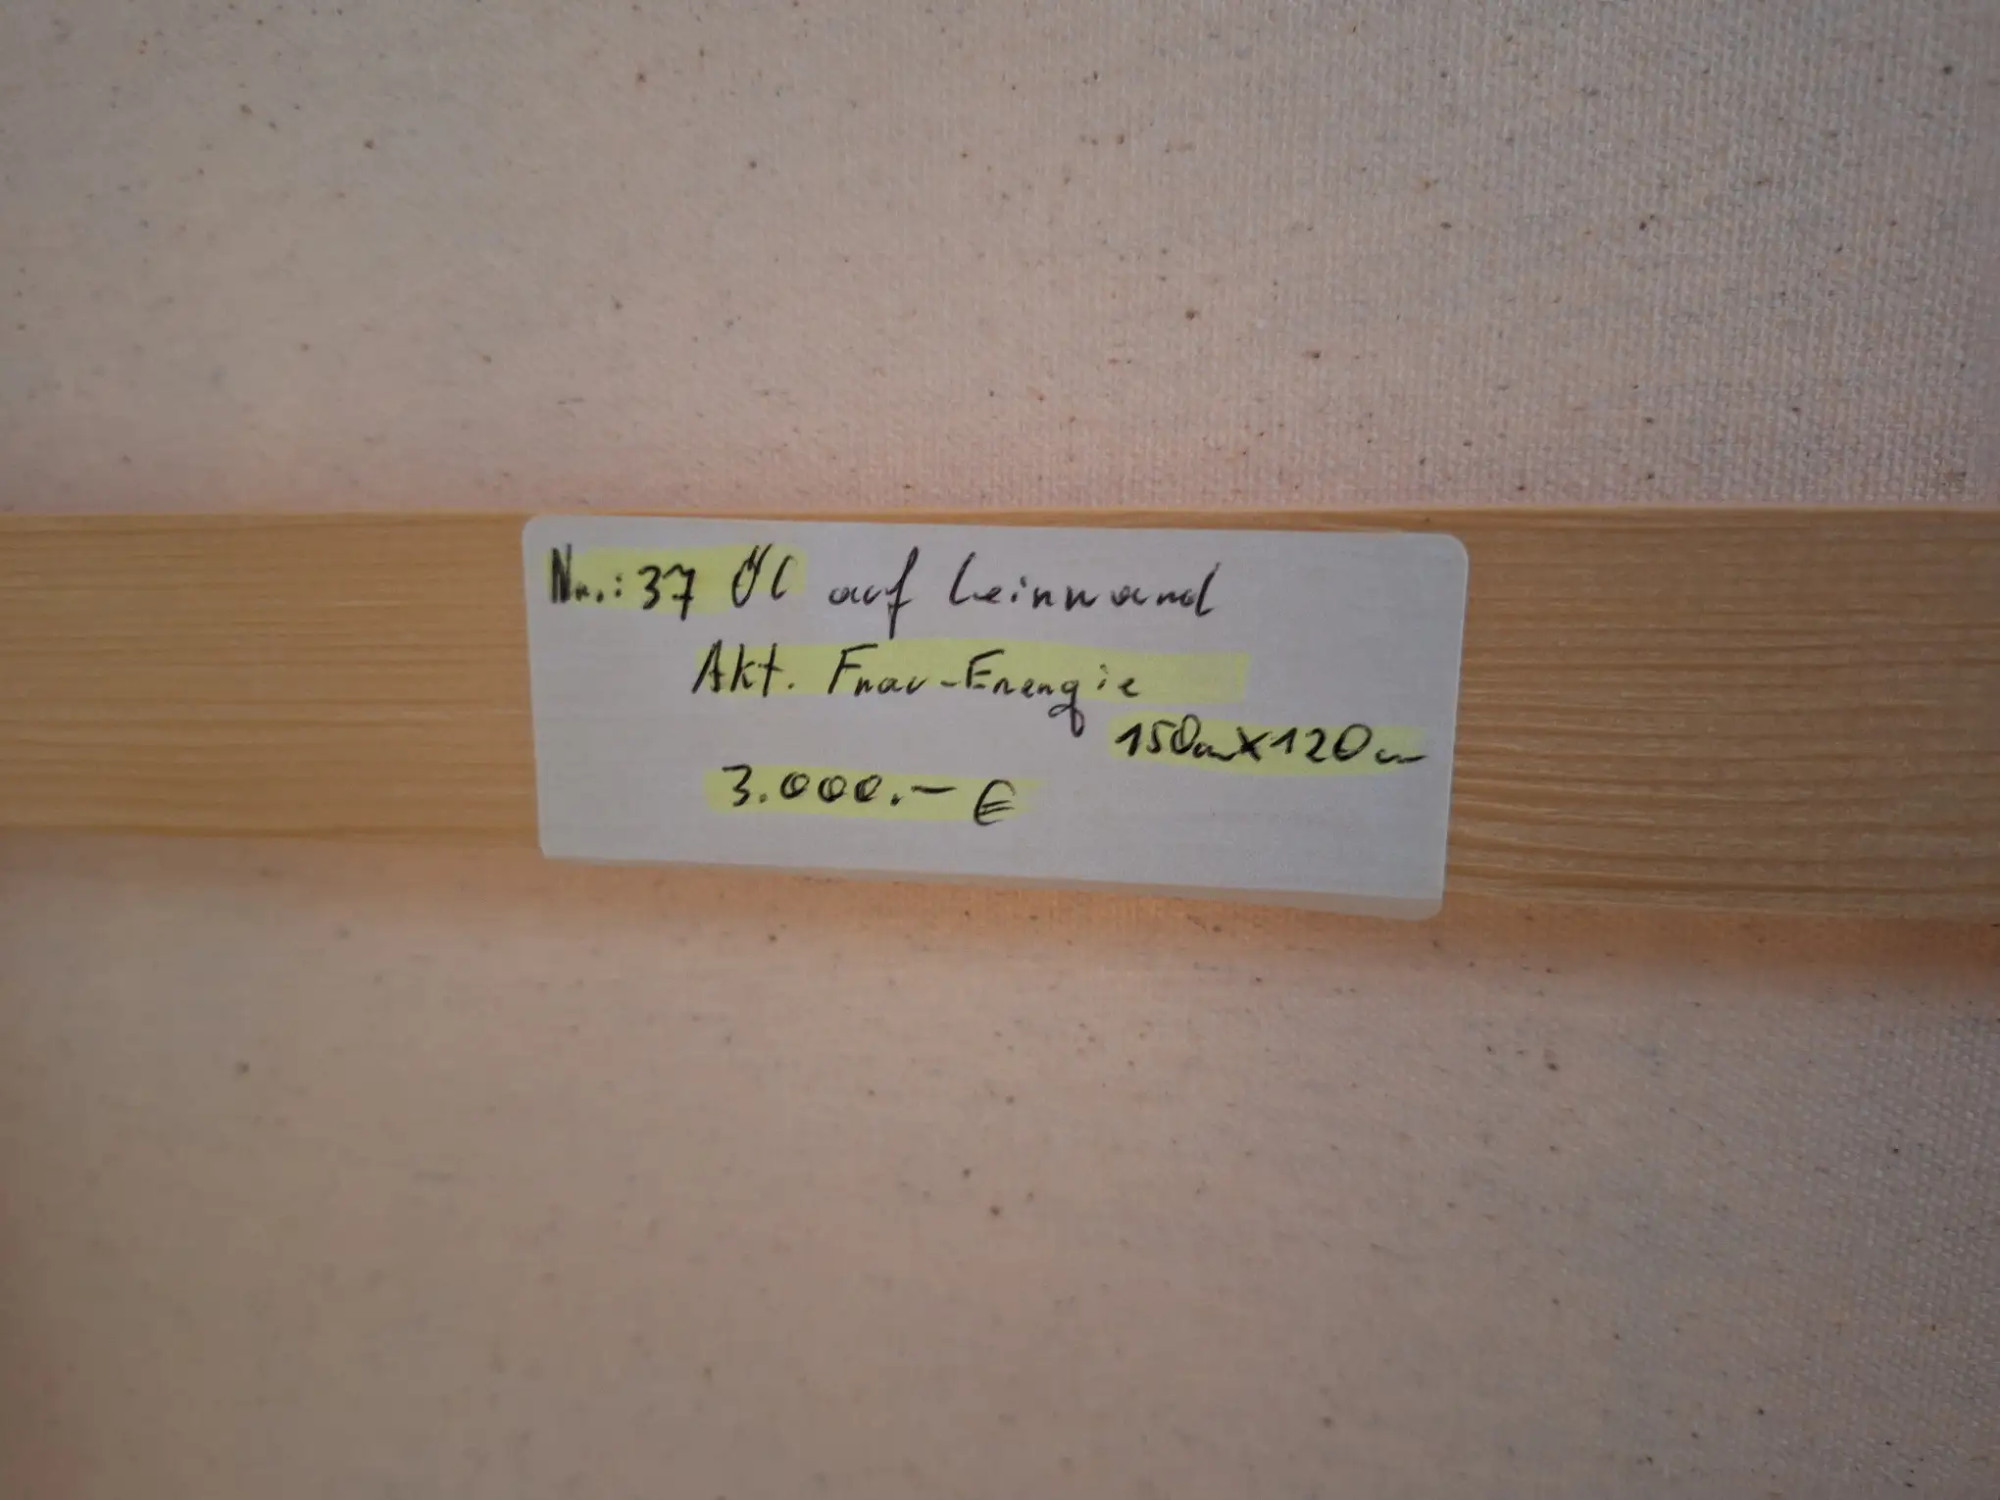 Nr.: 37 Öl auf Leinwand
Akt. Frau-Energie
150cm x 120cm
3.000.- €